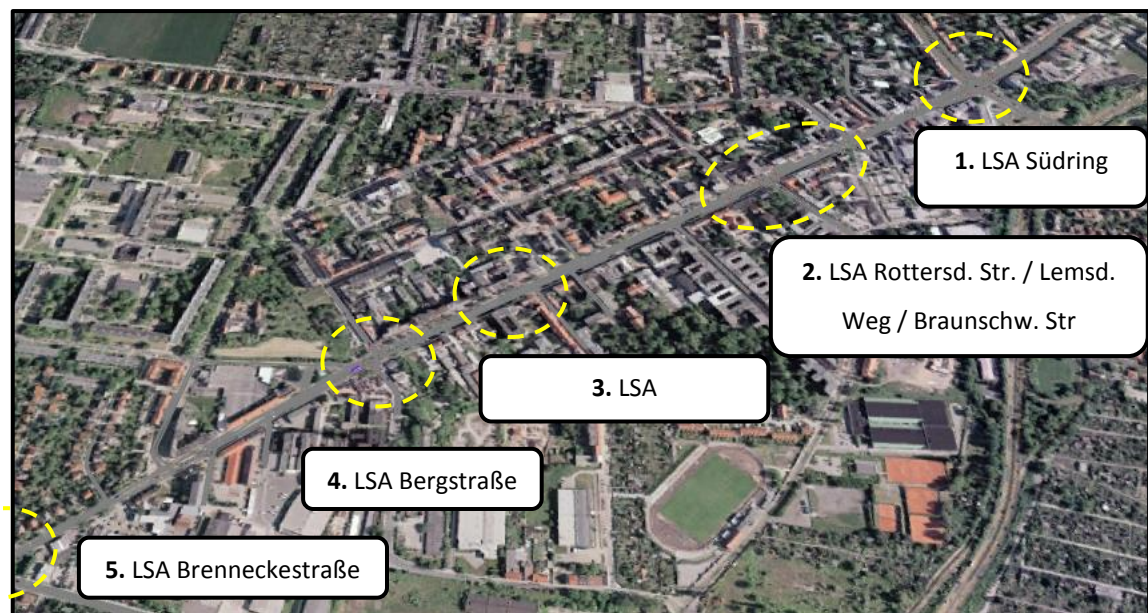 1. LSA Südring
2. LSA Rottersd. Str. / Lemsd.
Weg / Braunschw. Str
3. LSA
4. LSA Bergstraße
5. LSA Brenneckestraße